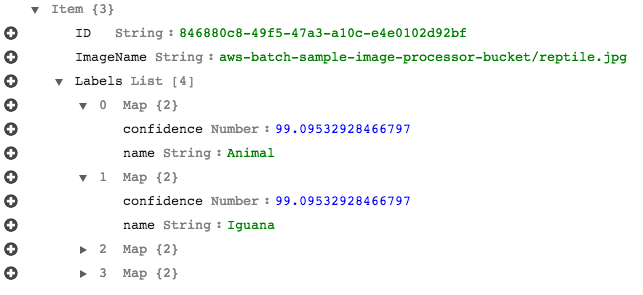 Item {3}
ID String : 846880c8-49f5-47a3-a10c-e4e0102d92bf
ImageName String : aws-batch-sample-image-processor-bucket/reptile.jpg
Labels List [4]
0 Map {2}
confidence Number : 99.09532928466797
name String : Animal
1 Map {2}
confidence Number : 99.09532928466797
name String : Iguana
2 Map {2}
3 Map {2}